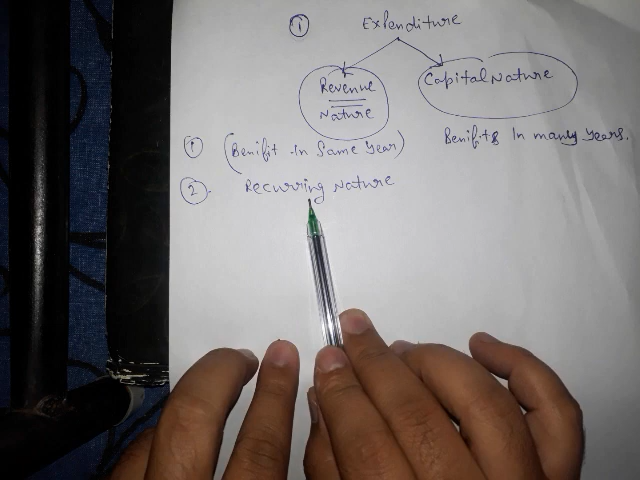 ① Expenditure
Revenue Nature
Capital Nature
① (Benifit in Same Year)
Benifits In many years.
②. Recurring Nature